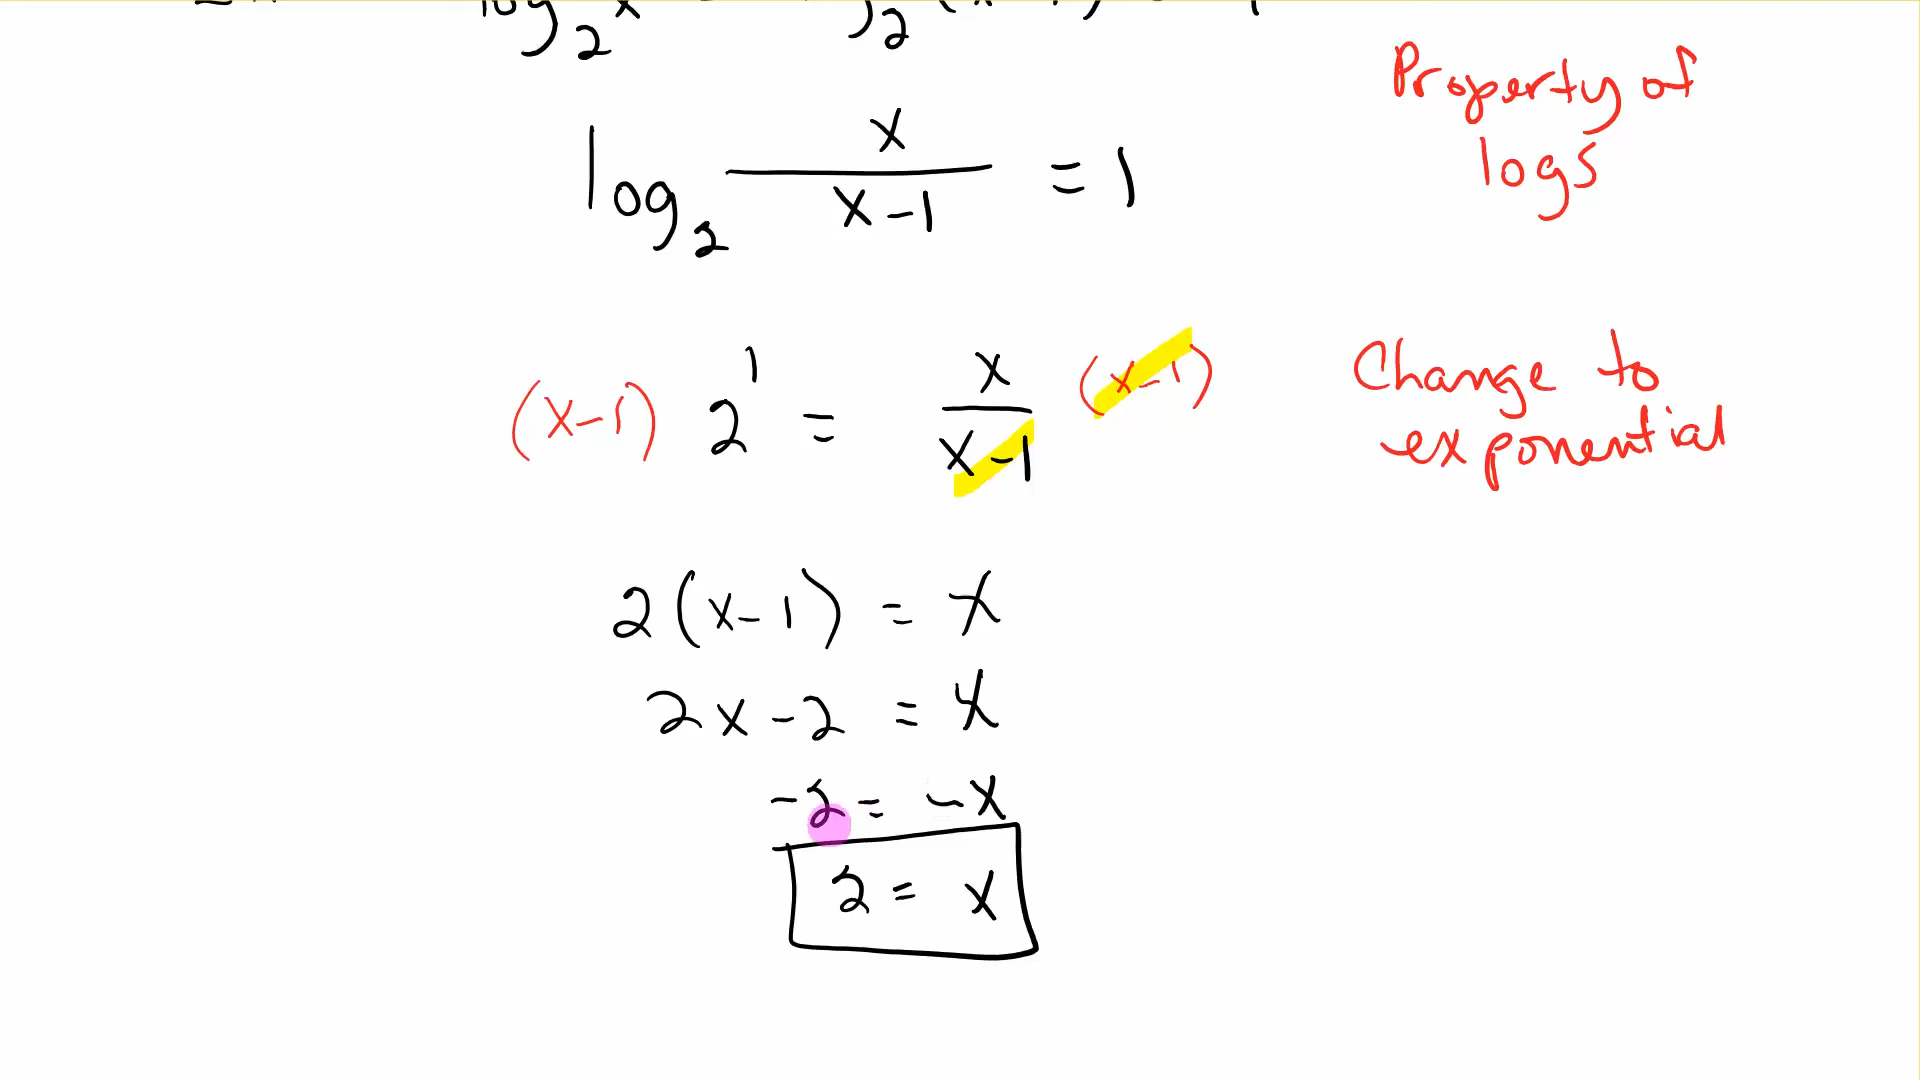 log₂x
Property of
logs
log₂ x/(x-1) = 1
(x-1) 2¹ = x/(x-1) (x-1)
Change to
exponential
2(x-1) = x
2x-2 = x
-2 = -x
2 = x